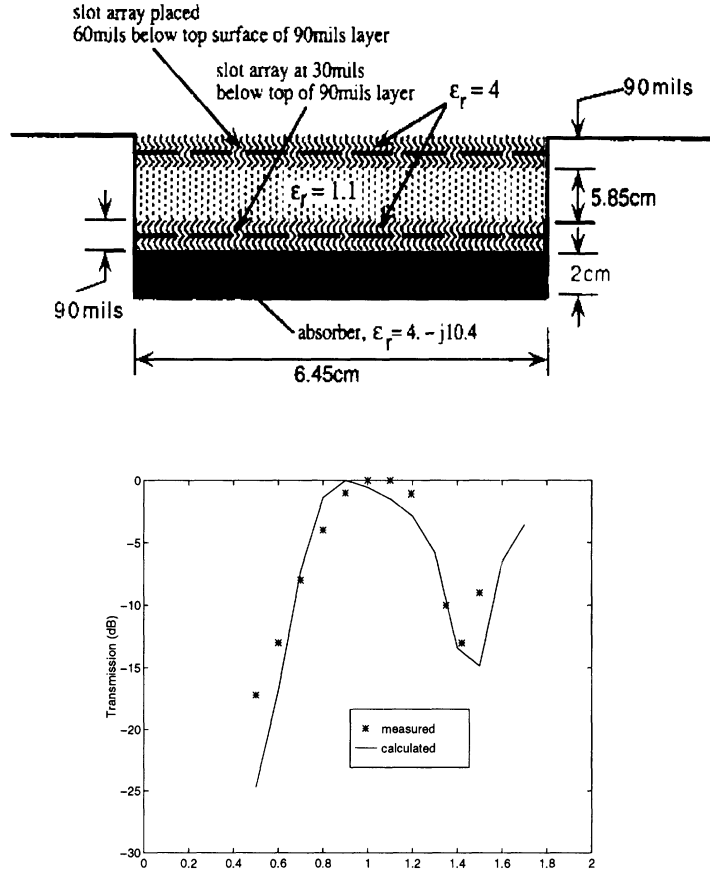 slot array placed
60mils below top surface of 90mils layer
slot array at 30mils
below top of 90mils layer
εr = 4
90mils
εr = 1.1
5.85cm
2cm
90mils
absorber, εr = 4. - j10.4
6.45cm
0
-5
-10
-15
-20
-25
-30
Transmission (dB)
measured
calculated
0 0.2 0.4 0.6 0.8 1 1.2 1.4 1.6 1.8 2